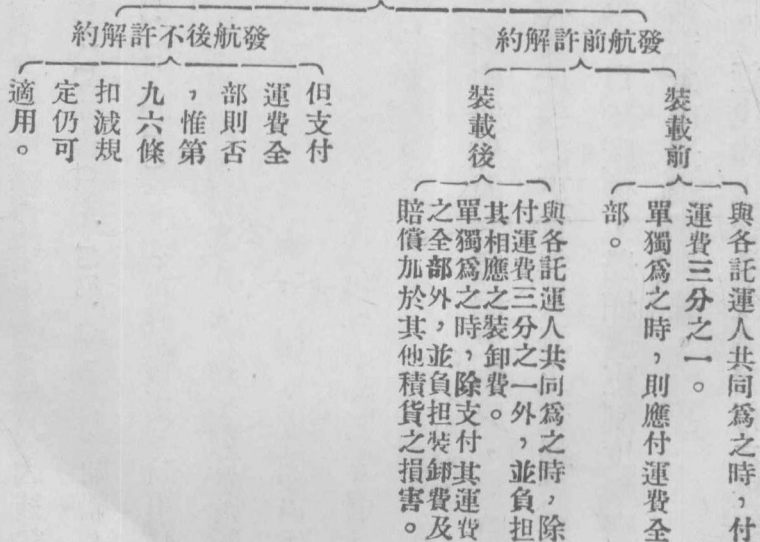 發航前許解約
裝載前
與各託運人共同爲之時，付
運費三分之一。
單獨爲之時，則應付運費全
部。
裝載後
與各託運人共同爲之時，除
付運費三分之一外，並負担
其相應之裝卸費。
單獨爲之時，除支付其運費
之全部外，並負担裝卸費及
賠償加於其他積貨之損害。
發航後不許解約
但支付
運費全
部則否
，惟第
九六條
扣減規
定仍可
適用。